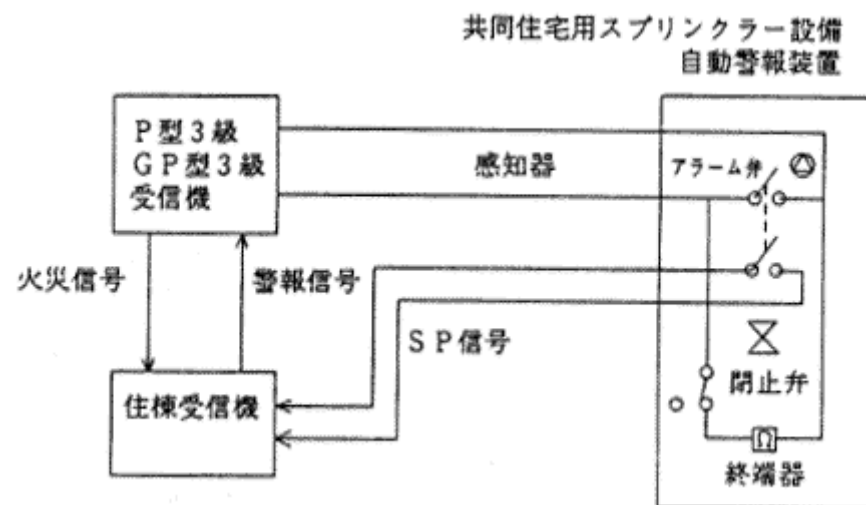 共同住宅用スプリンクラー設備
自動警報装置
P型3級
GP型3級
受信機
感知器
アラーム弁
火災信号
警報信号
SP信号
住棟受信機
閉止弁
Ω
終端器